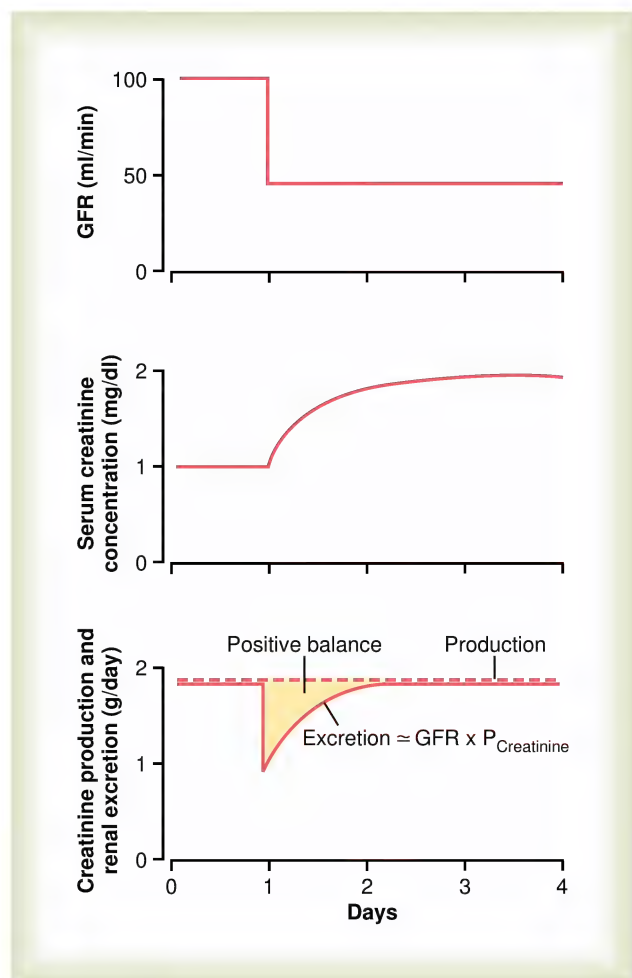 GFR (ml/min)
100
50
0
Serum creatinine
concentration (mg/dl)
2
1
0
Creatinine production and
renal excretion (g/day)
2
1
0
Positive balance
Production
Excretion ≃ GFR x PCreatinine
0 1 2 3 4
Days